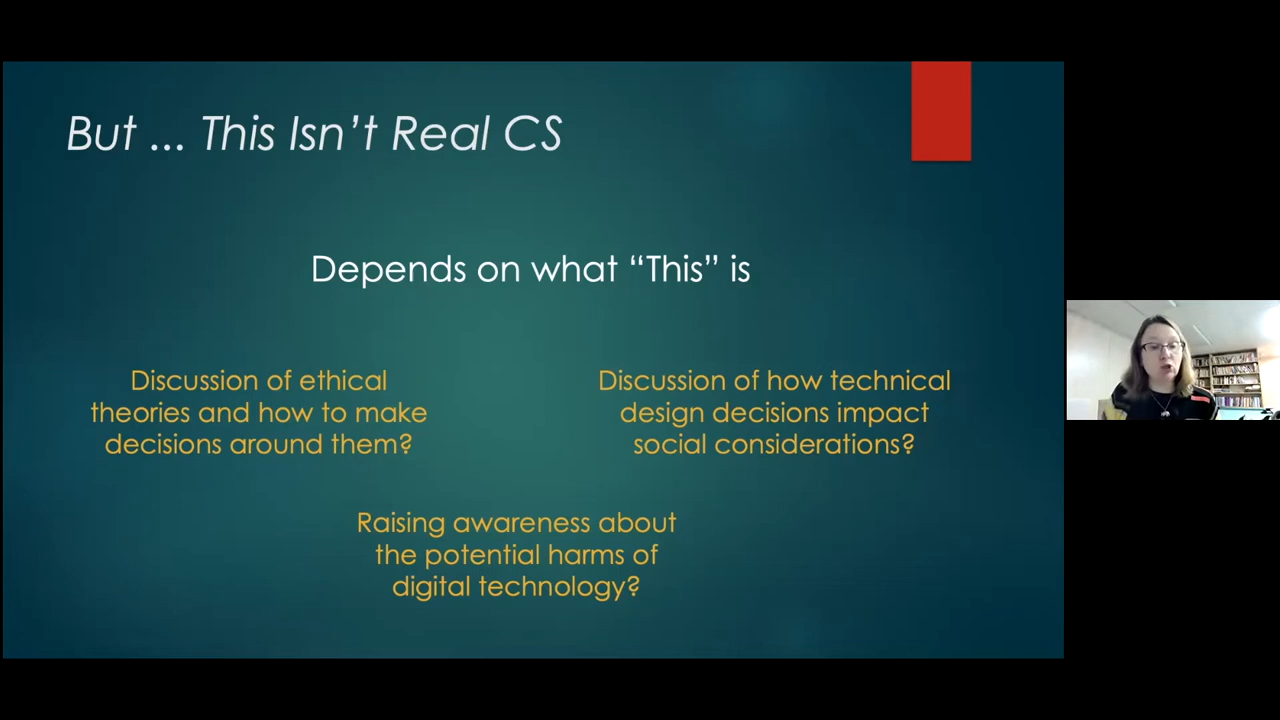 But ... This Isn’t Real CS
Depends on what “This” is
Discussion of ethical
theories and how to make
decisions around them?
Discussion of how technical
design decisions impact
social considerations?
Raising awareness about
the potential harms of
digital technology?